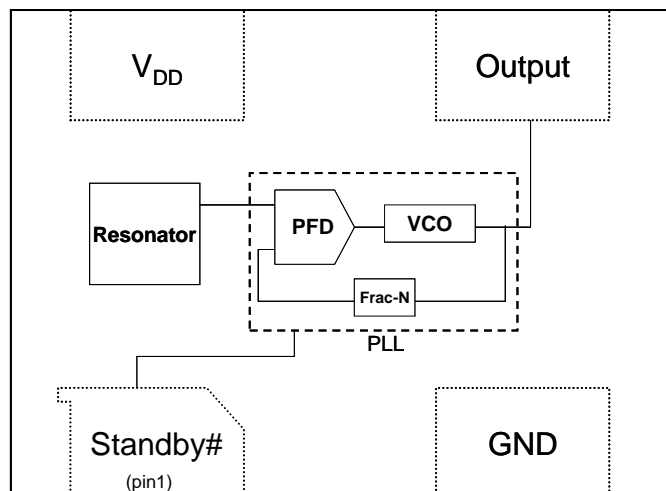 VDD
Output
Resonator
PFD
VCO
Frac-N
PLL
Standby#
(pin1)
GND